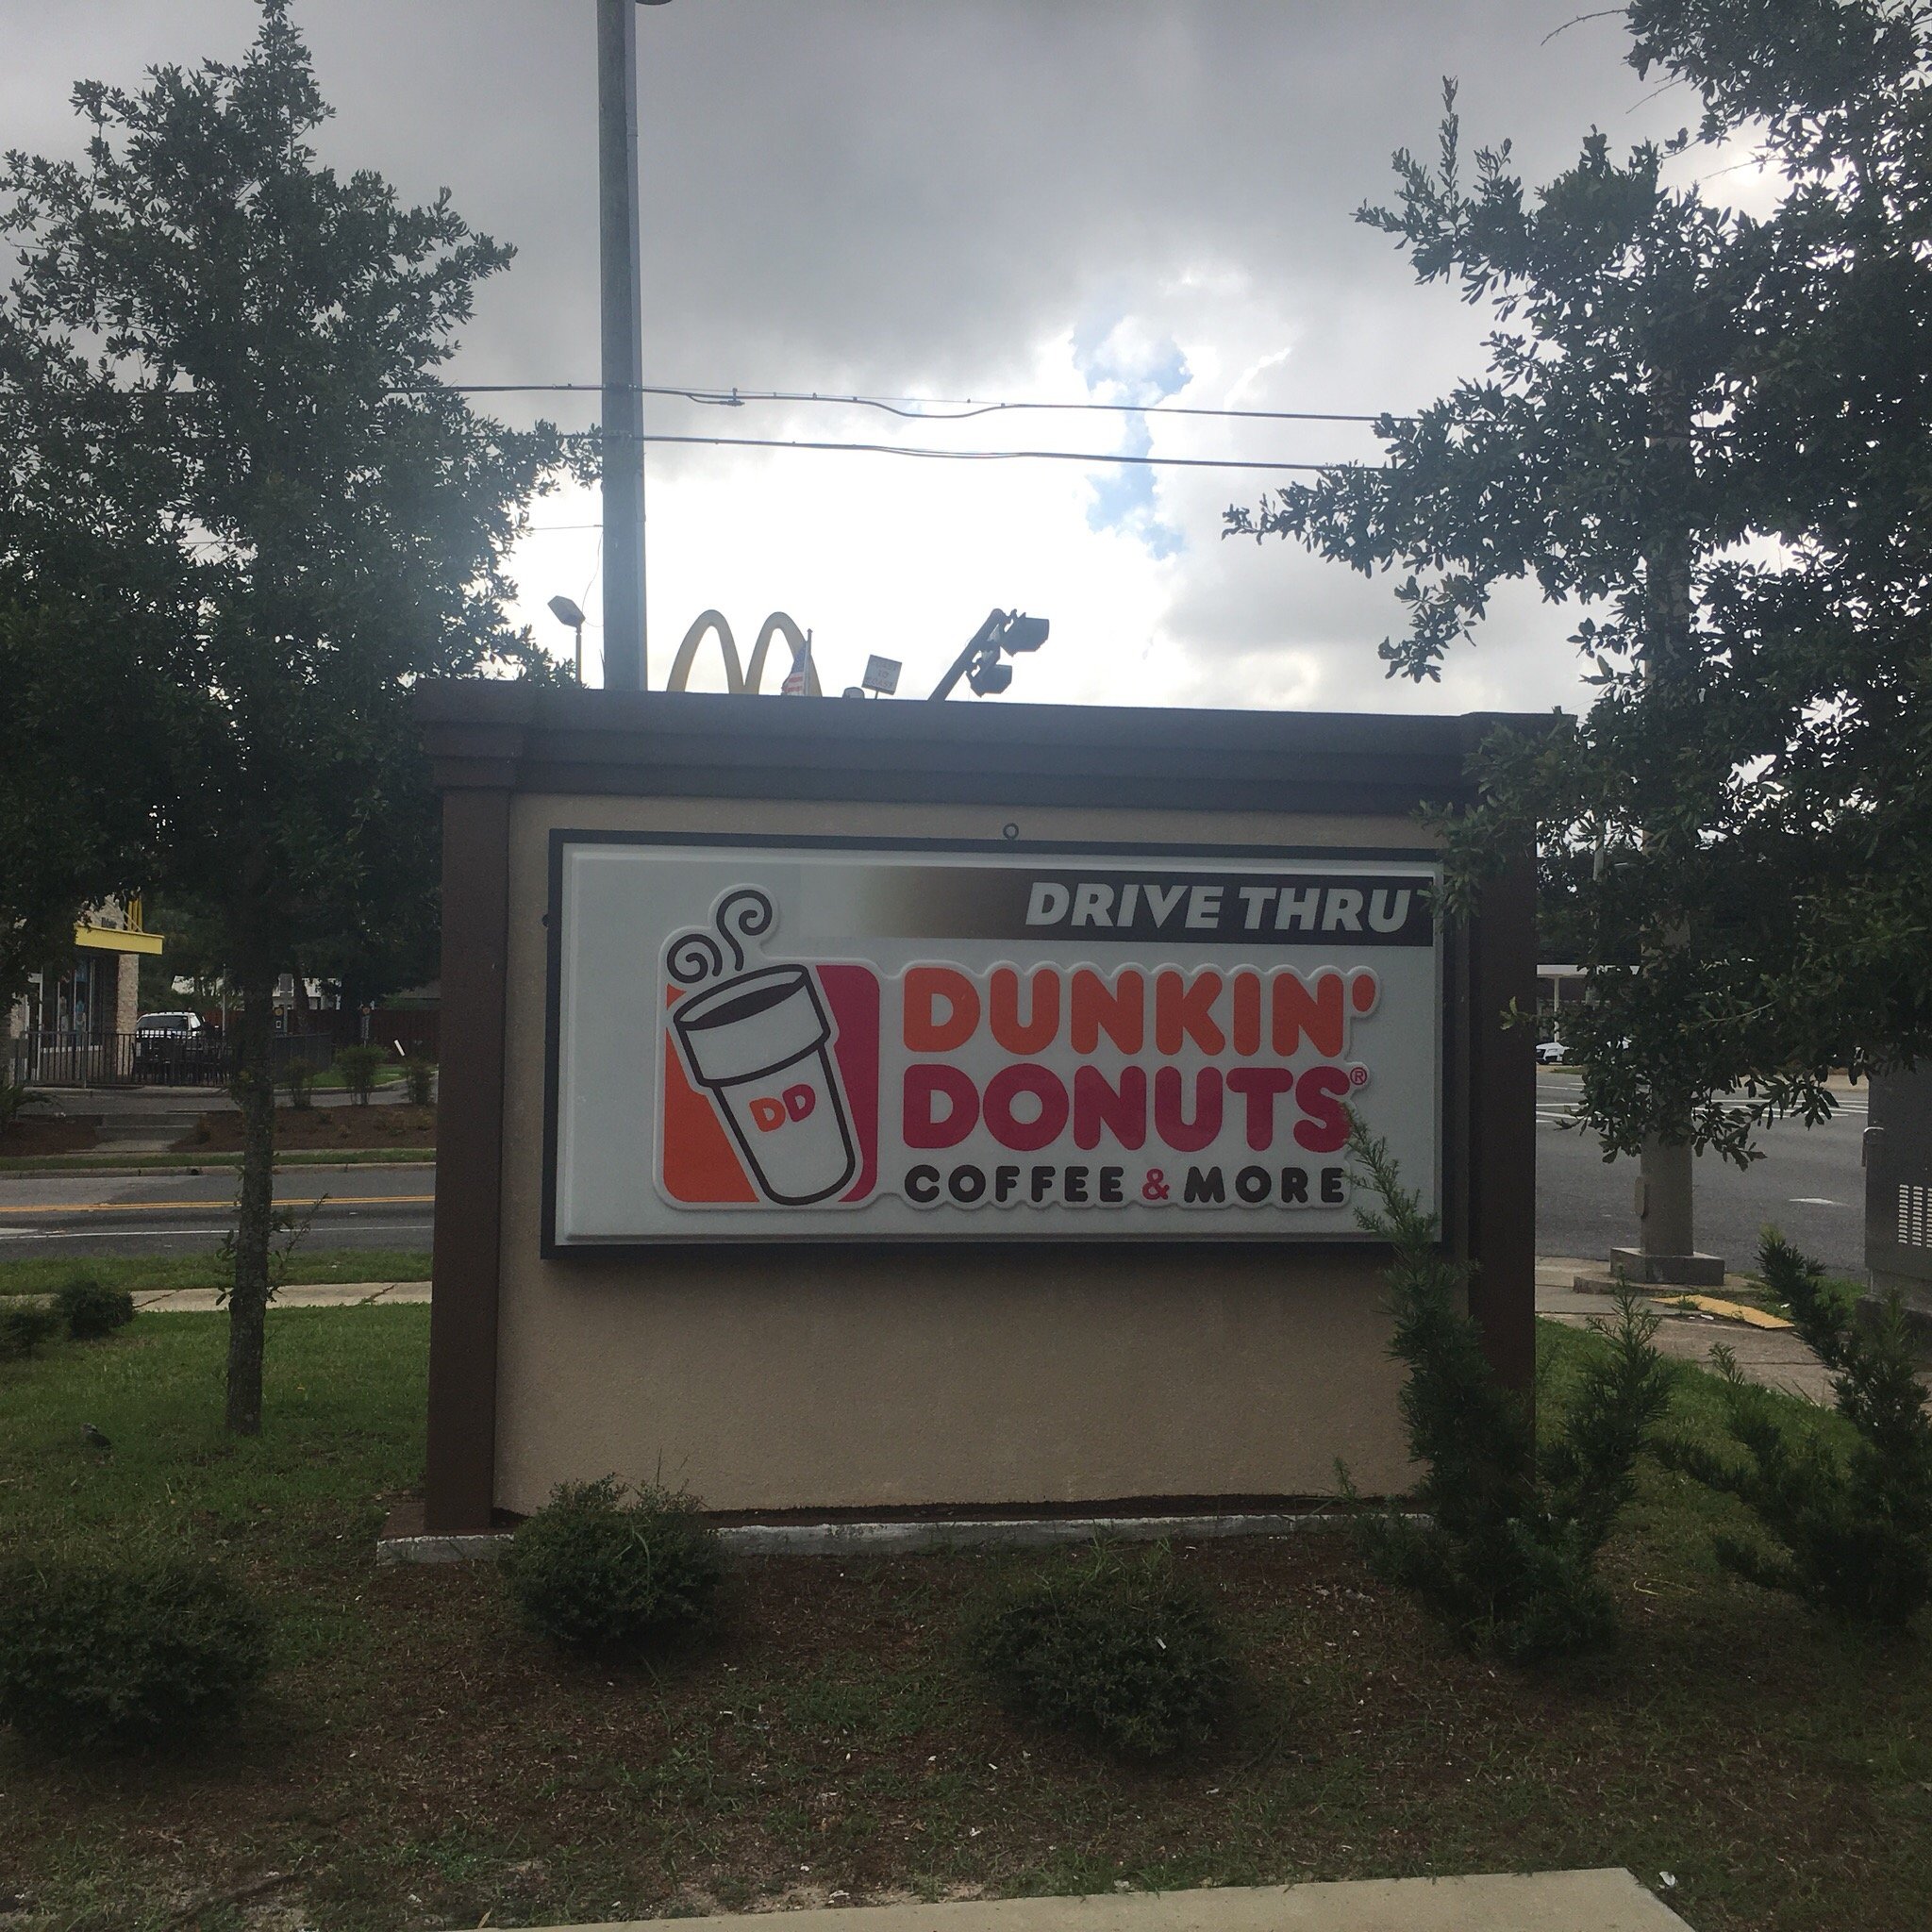 DRIVE THRU
DUNKIN'
DONUTS®
COFFEE & MORE
DD